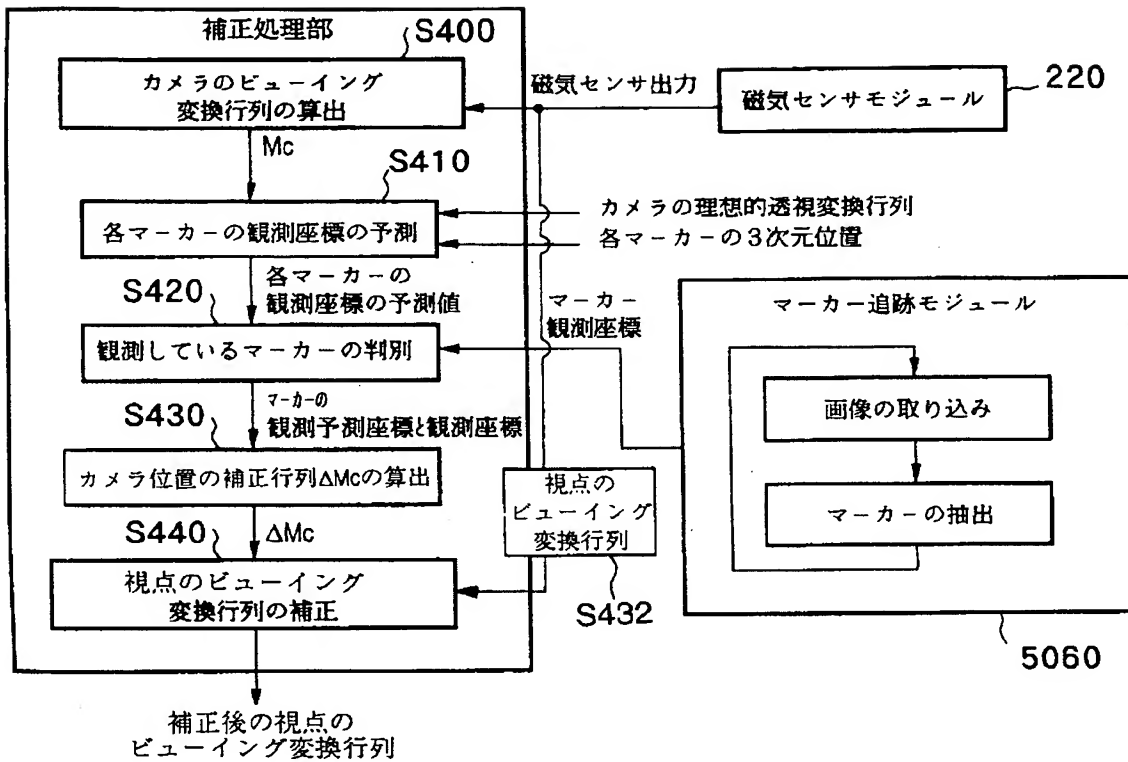 補正処理部
S400
カメラのビューイング
変換行列の算出
磁気センサ出力
磁気センサモジュール
220
Mc
S410
各マーカーの観測座標の予測
カメラの理想的透視変換行列
各マーカーの3次元位置
各マーカーの
観測座標の予測値
S420
観測しているマーカーの判別
マーカー
観測座標
マーカー追跡モジュール
画像の取り込み
マーカーの抽出
5060
マーカーの
観測予測座標と観測座標
S430
カメラ位置の補正行列ΔMcの算出
視点の
ビューイング
変換行列
S432
S440
ΔMc
視点のビューイング
変換行列の補正
補正後の視点の
ビューイング変換行列